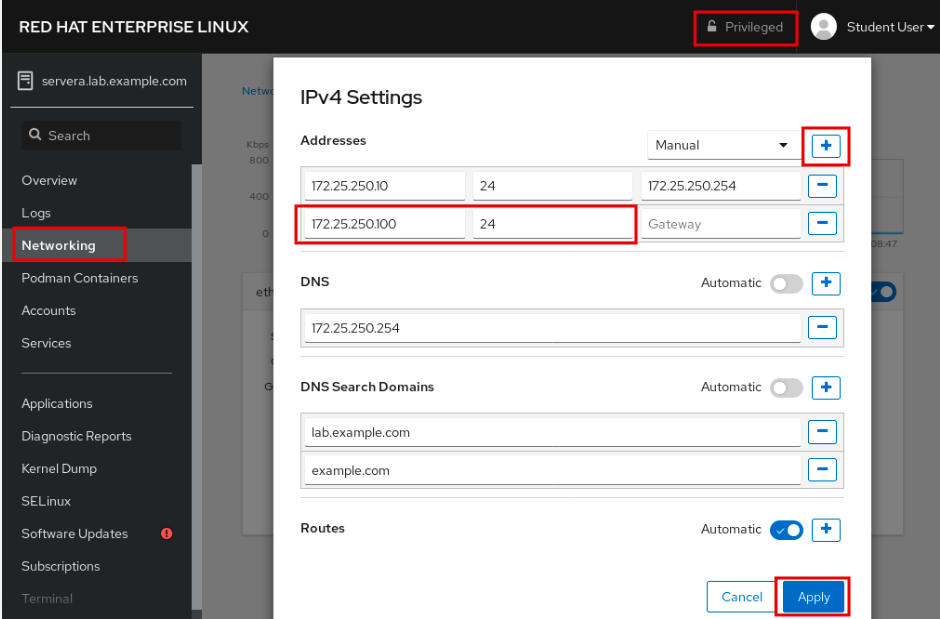 RED HAT ENTERPRISE LINUX
Privileged
Student User
servera.lab.example.com
Search
Overview
Logs
Networking
Podman Containers
Accounts
Services
Applications
Diagnostic Reports
Kernel Dump
SELinux
Software Updates
Subscriptions
Terminal
Netwo
Kbps
800
400
0
08:47
eth
G
IPv4 Settings
Addresses
Manual
172.25.250.10 24 172.25.250.254
172.25.250.100 24 Gateway
DNS Automatic
172.25.250.254
DNS Search Domains Automatic
lab.example.com
example.com
Routes Automatic
Cancel Apply